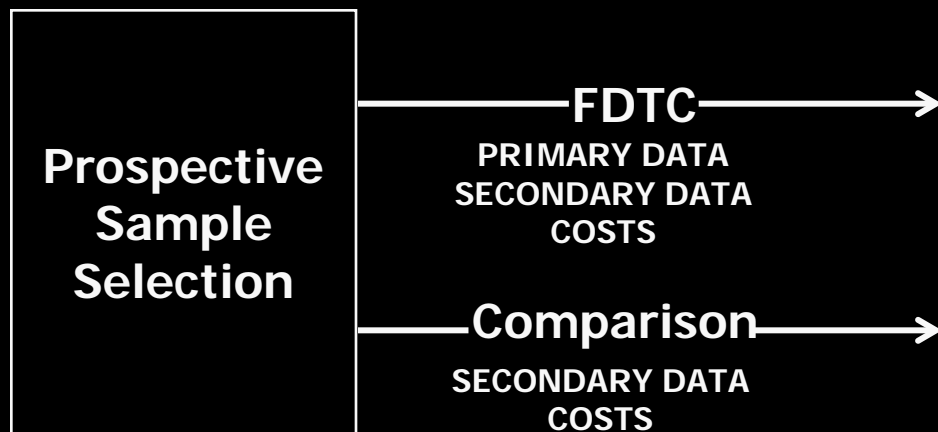 Prospective
Sample
Selection
FDTC
PRIMARY DATA
SECONDARY DATA
COSTS
Comparison
SECONDARY DATA
COSTS